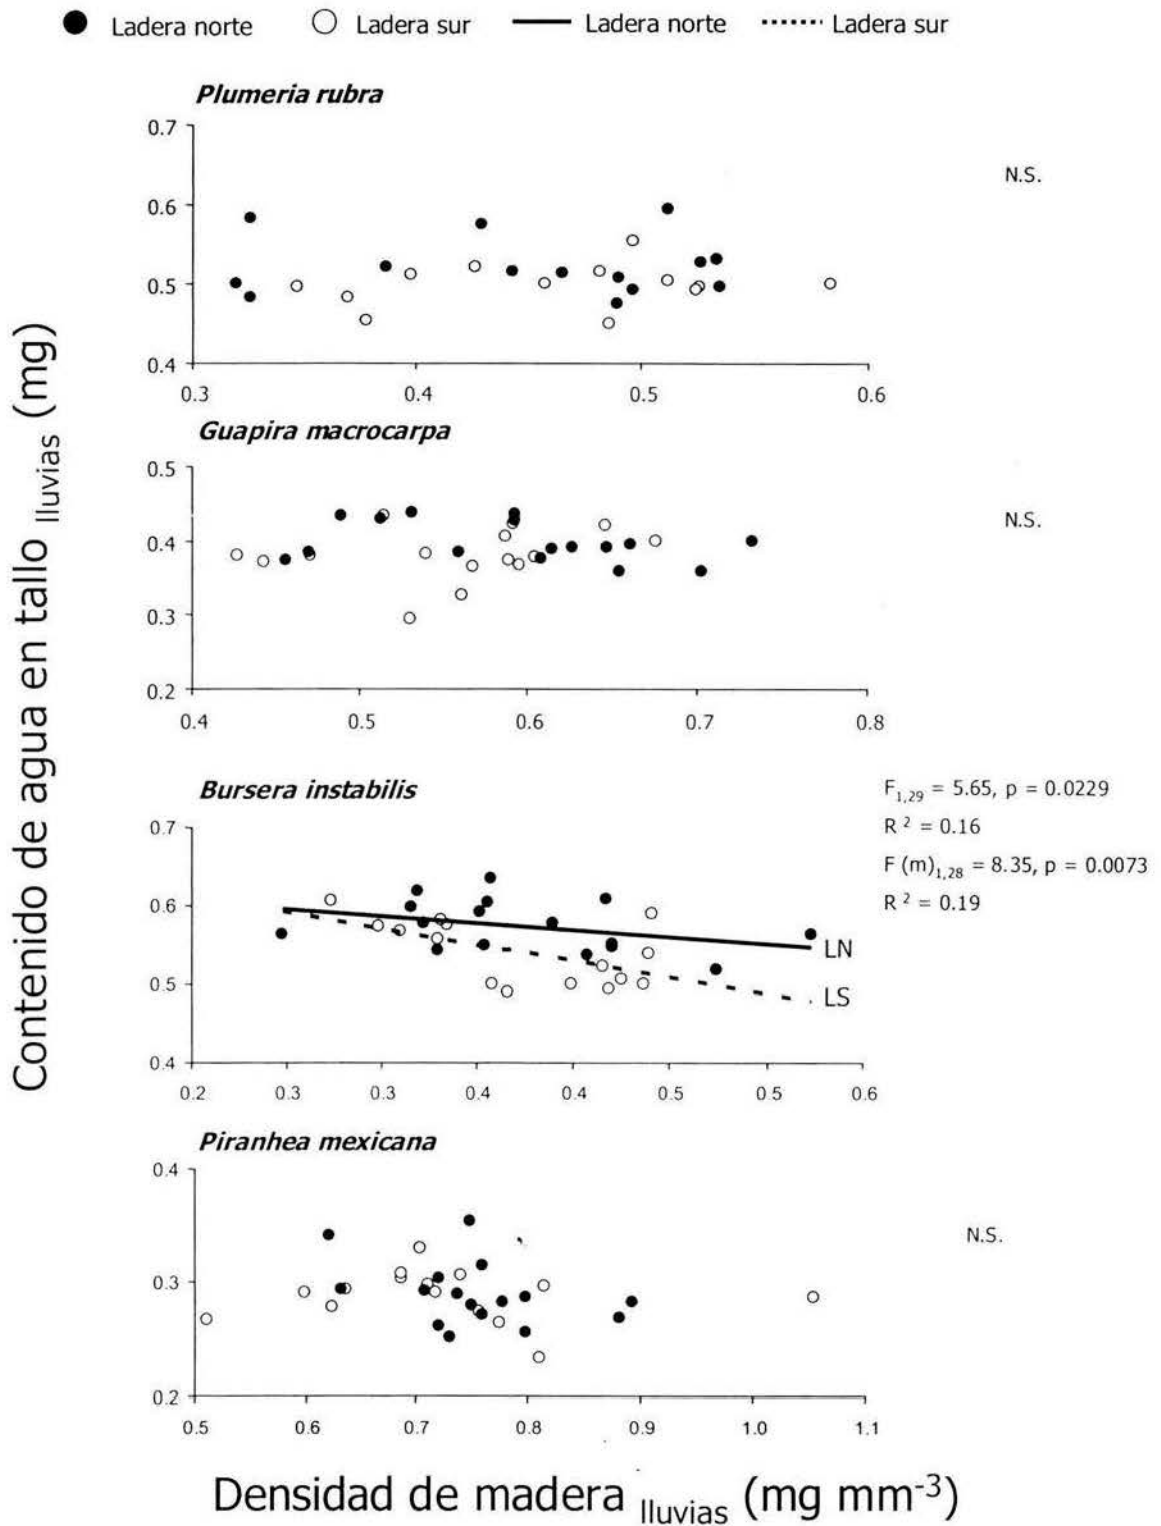 Ladera norte Ladera sur Ladera norte Ladera sur
Plumeria rubra
0.7
0.6
0.5
0.4
0.3 0.4 0.5 0.6
N.S.
Guapira macrocarpa
0.5
0.4
0.3
0.2
0.4 0.5 0.6 0.7 0.8
N.S.
Bursera instabilis
0.7
0.6
0.5
0.4
0.2 0.3 0.3 0.4 0.4 0.5 0.5 0.6
LN
LS
F1,29 = 5.65, p = 0.0229
R 2 = 0.16
F (m)1,28 = 8.35, p = 0.0073
R 2 = 0.19
Piranhea mexicana
0.4
0.3
0.2
0.5 0.6 0.7 0.8 0.9 1.0 1.1
N.S.
Contenido de agua en tallo lluvias (mg)
Densidad de madera lluvias (mg mm-3)